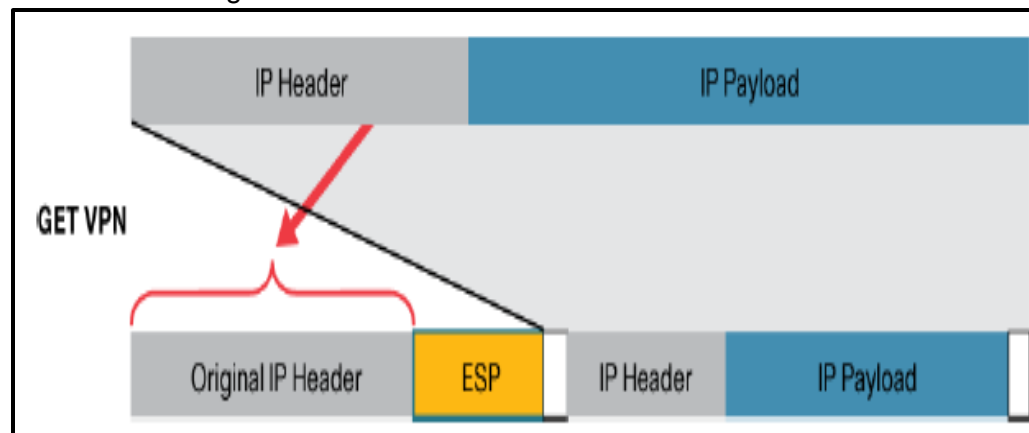 IP Header
IP Payload
GET VPN
Original IP Header
ESP
IP Header
IP Payload